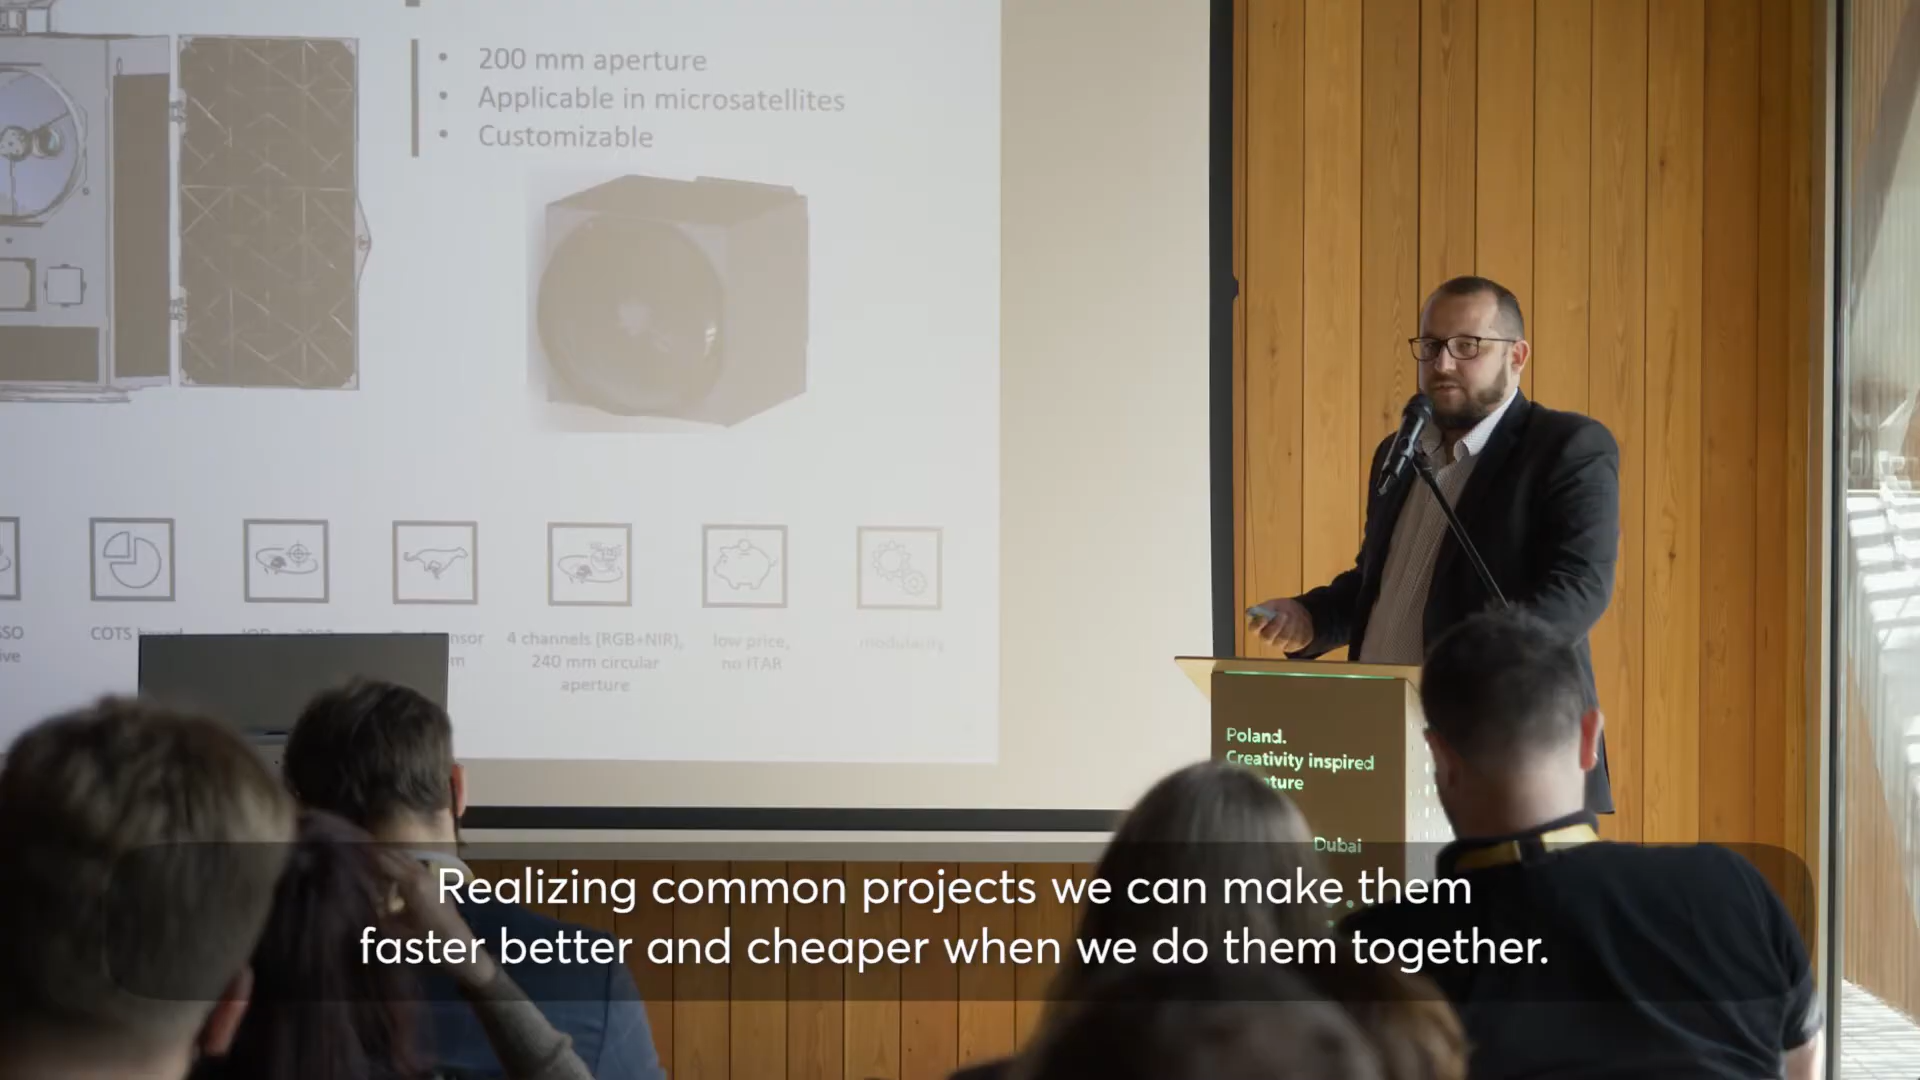 • 200 mm aperture
• Applicable in microsatellites
• Customizable
COTS
4 channels (RGB+NIR),
240 mm circular
aperture
low price,
no ITAR
modularity
Poland.
Creativity inspired
Dubai
Realizing common projects we can make them
faster better and cheaper when we do them together.